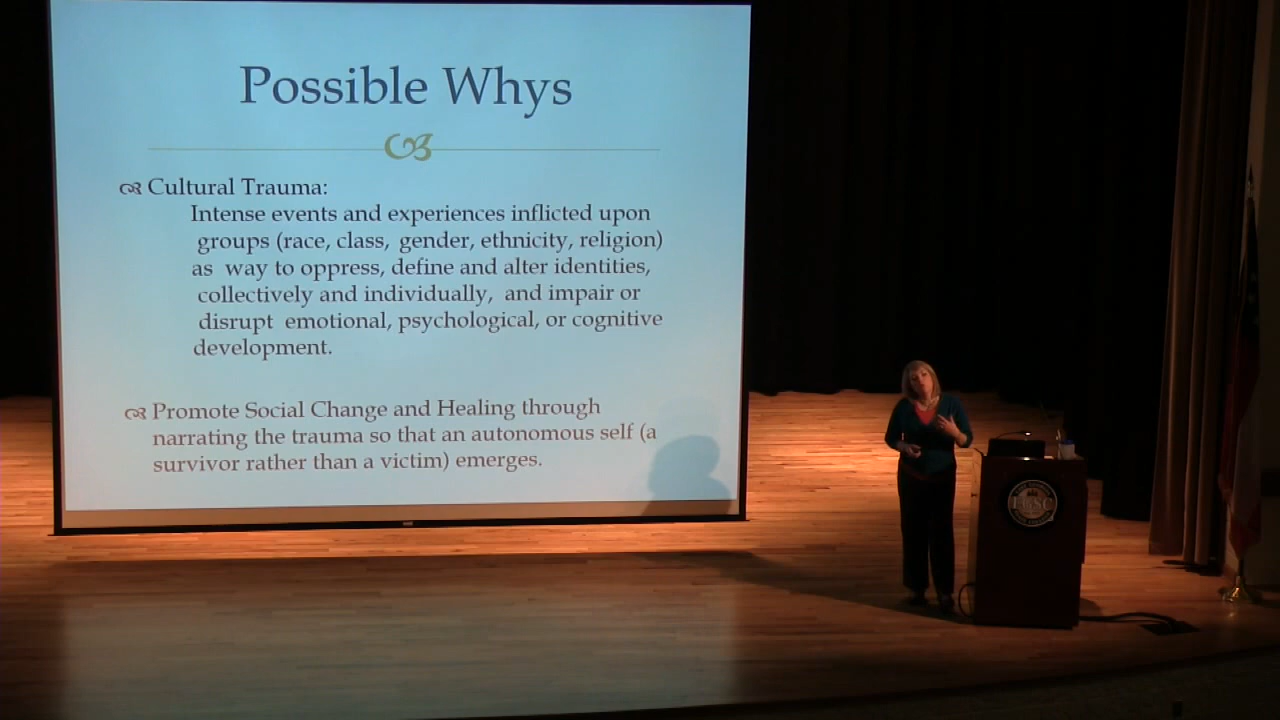 Possible Whys
Cultural Trauma:
Intense events and experiences inflicted upon
groups (race, class, gender, ethnicity, religion)
as way to oppress, define and alter identities,
collectively and individually, and impair or
disrupt emotional, psychological, or cognitive
development.
Promote Social Change and Healing through
narrating the trauma so that an autonomous self (a
survivor rather than a victim) emerges.